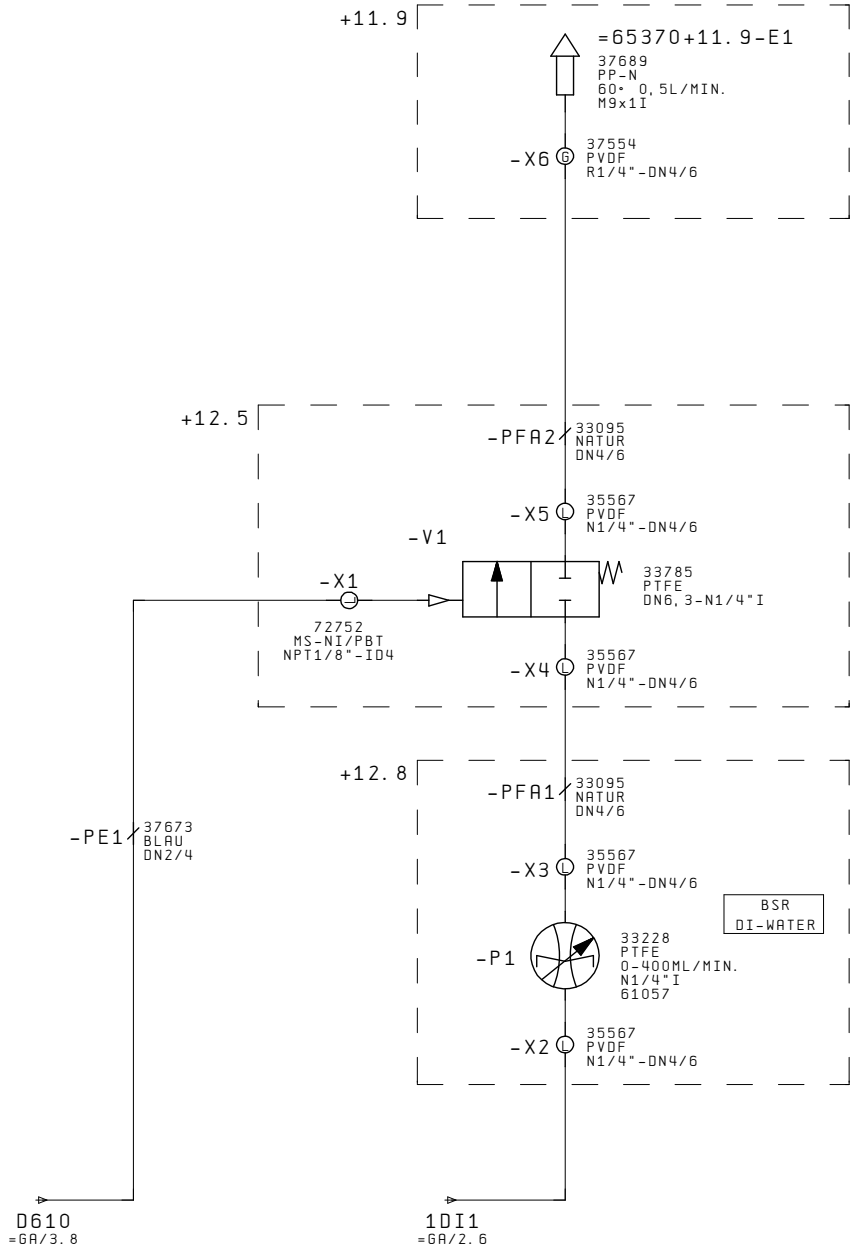 +11.9
=65370+11.9-E1
37689
PP-N
60° 0,5L/MIN.
M9x1I
-X6
G
37554
PVDF
R1/4"-DN4/6
+12.5
-PFA2
33095
NATUR
DN4/6
-X5
L
35567
PVDF
N1/4"-DN4/6
-V1
33785
PTFE
DN6,3-N1/4"I
-X1
L
72752
MS-NI/PBT
NPT1/8"-ID4
-X4
L
35567
PVDF
N1/4"-DN4/6
+12.8
-PFA1
33095
NATUR
DN4/6
-PE1
37673
BLAU
DN2/4
-X3
L
35567
PVDF
N1/4"-DN4/6
BSR
DI-WATER
-P1
33228
PTFE
0-400ML/MIN.
N1/4"I
61057
-X2
L
35567
PVDF
N1/4"-DN4/6
D610
=GA/3.8
1DI1
=GA/2.6